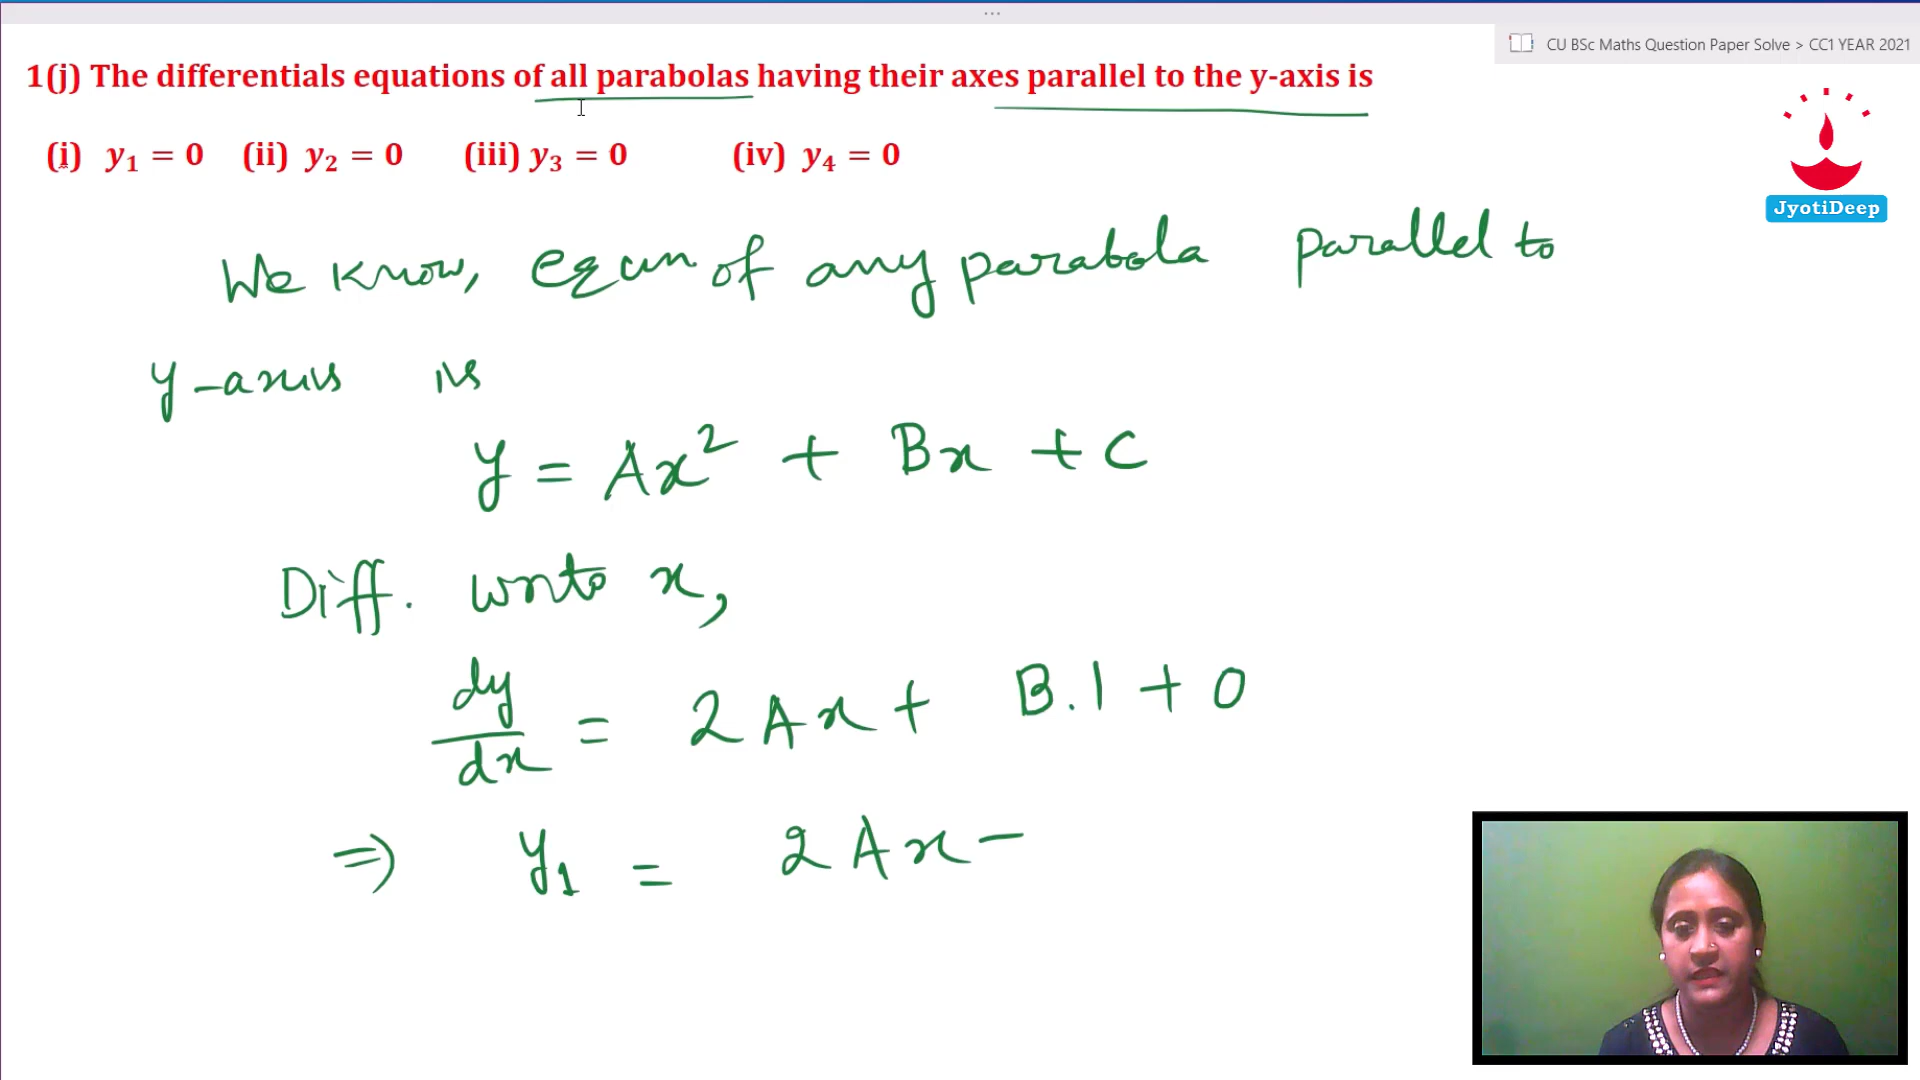 ...
CU BSc Maths Question Paper Solve > CC1 YEAR 2021
1(j) The differentials equations of all parabolas having their axes parallel to the y-axis is
(i) y₁ = 0 (ii) y₂ = 0 (iii) y₃ = 0 (iv) y₄ = 0
JyotiDeep
We know, equn of any parabola parallel to
y-axis is
y = Ax² + Bx + C
Diff. wrto x,
dy/dx = 2Ax + B.1 + 0
⇒ y₁ = 2Ax −